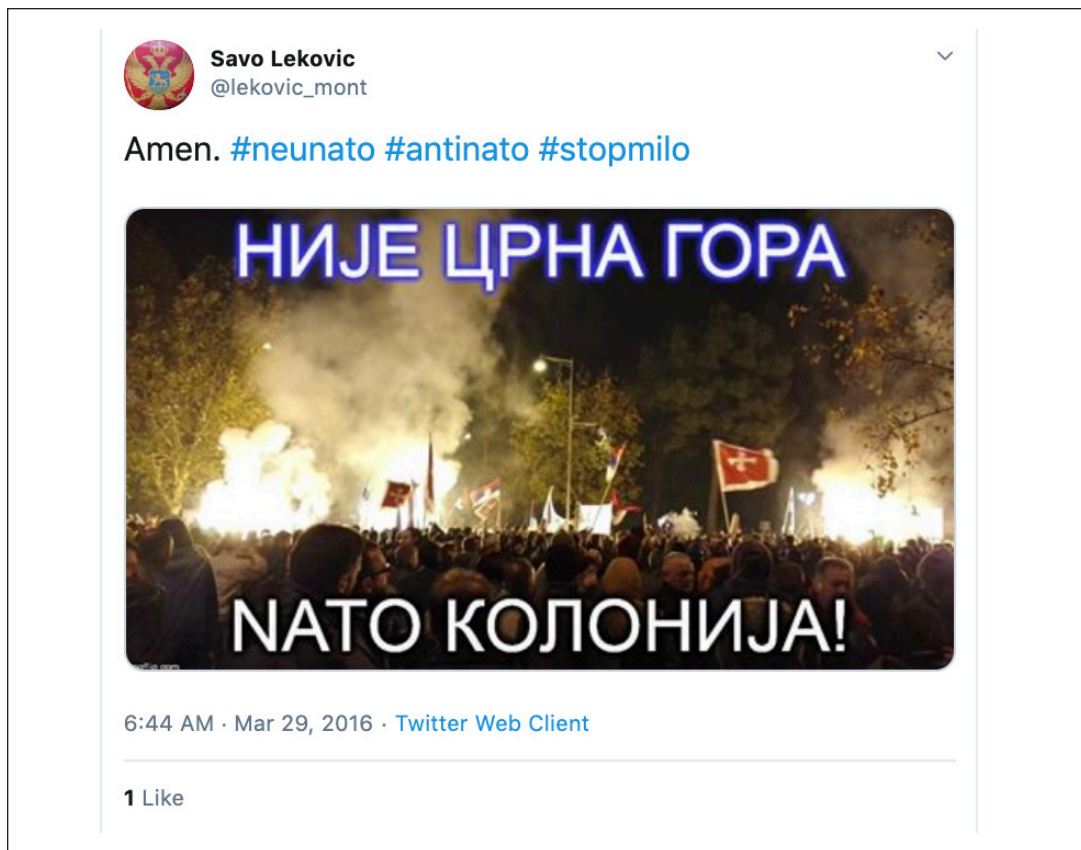 Savo Lekovic
@lekovic_mont
Amen. #neunato #antinato #stopmilo
НИЈЕ ЦРНА ГОРА
NАТО КОЛОНИЈА!
6:44 AM · Mar 29, 2016 · Twitter Web Client
1 Like